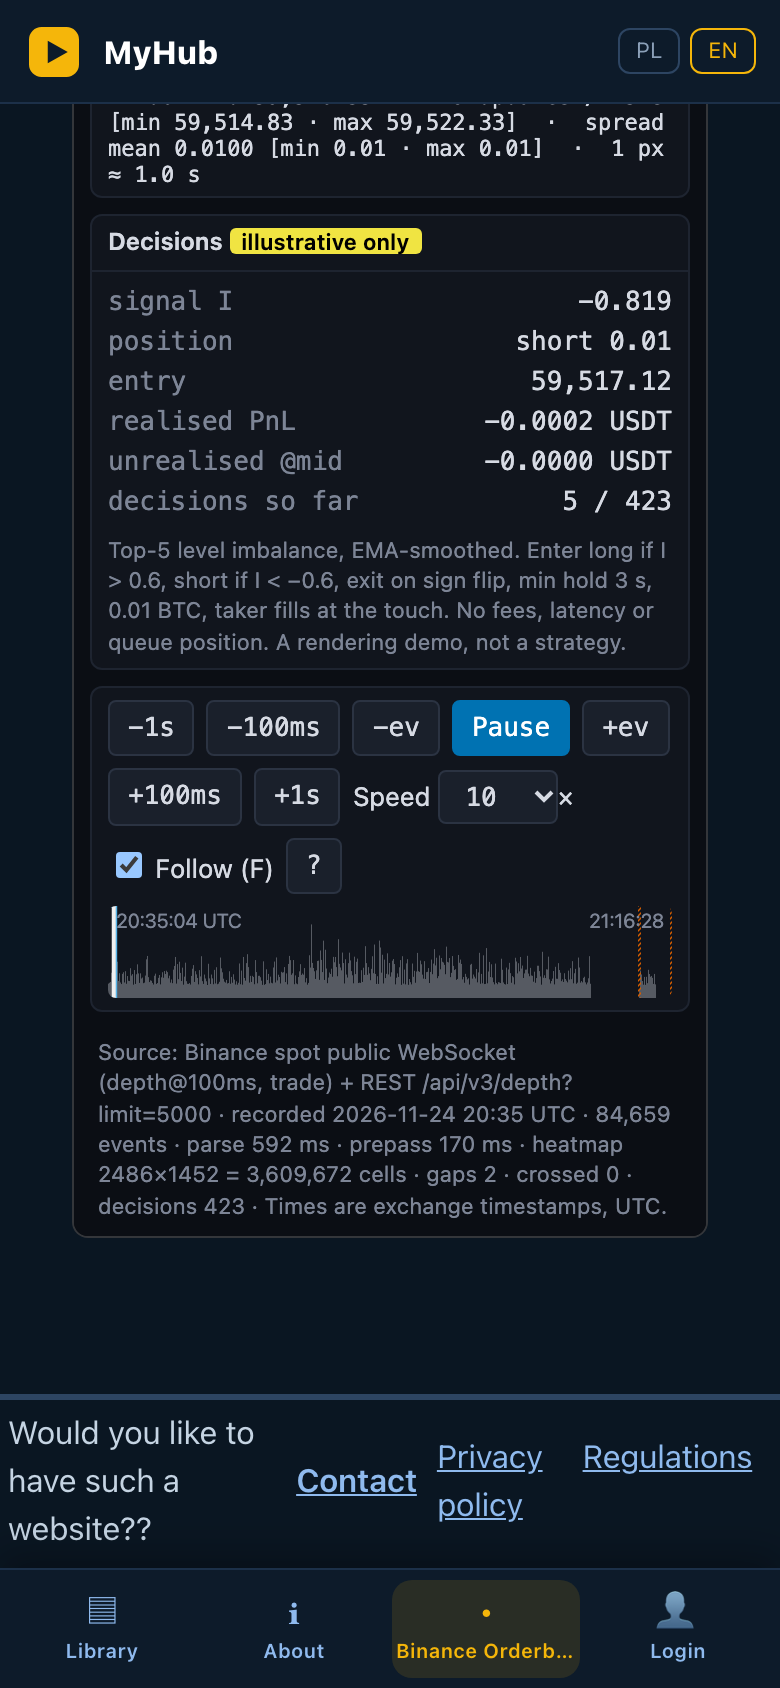 MyHub
PL
EN
[min 59,514.83 · max 59,522.33] · spread
mean 0.0100 [min 0.01 · max 0.01] · 1 px
≈ 1.0 s
Decisions illustrative only
signal I −0.819
position short 0.01
entry 59,517.12
realised PnL −0.0002 USDT
unrealised @mid −0.0000 USDT
decisions so far 5 / 423
Top-5 level imbalance, EMA-smoothed. Enter long if I
> 0.6, short if I < −0.6, exit on sign flip, min hold 3 s,
0.01 BTC, taker fills at the touch. No fees, latency or
queue position. A rendering demo, not a strategy.
−1s −100ms −ev Pause +ev
+100ms +1s Speed 10 ×
Follow (F) ?
20:35:04 UTC 21:16:28
Source: Binance spot public WebSocket
(depth@100ms, trade) + REST /api/v3/depth?
limit=5000 · recorded 2026-11-24 20:35 UTC · 84,659
events · parse 592 ms · prepass 170 ms · heatmap
2486×1452 = 3,609,672 cells · gaps 2 · crossed 0 ·
decisions 423 · Times are exchange timestamps, UTC.
Would you like to
have such a
website??
Contact
Privacy
policy
Regulations
Library
About
Binance Orderb...
Login